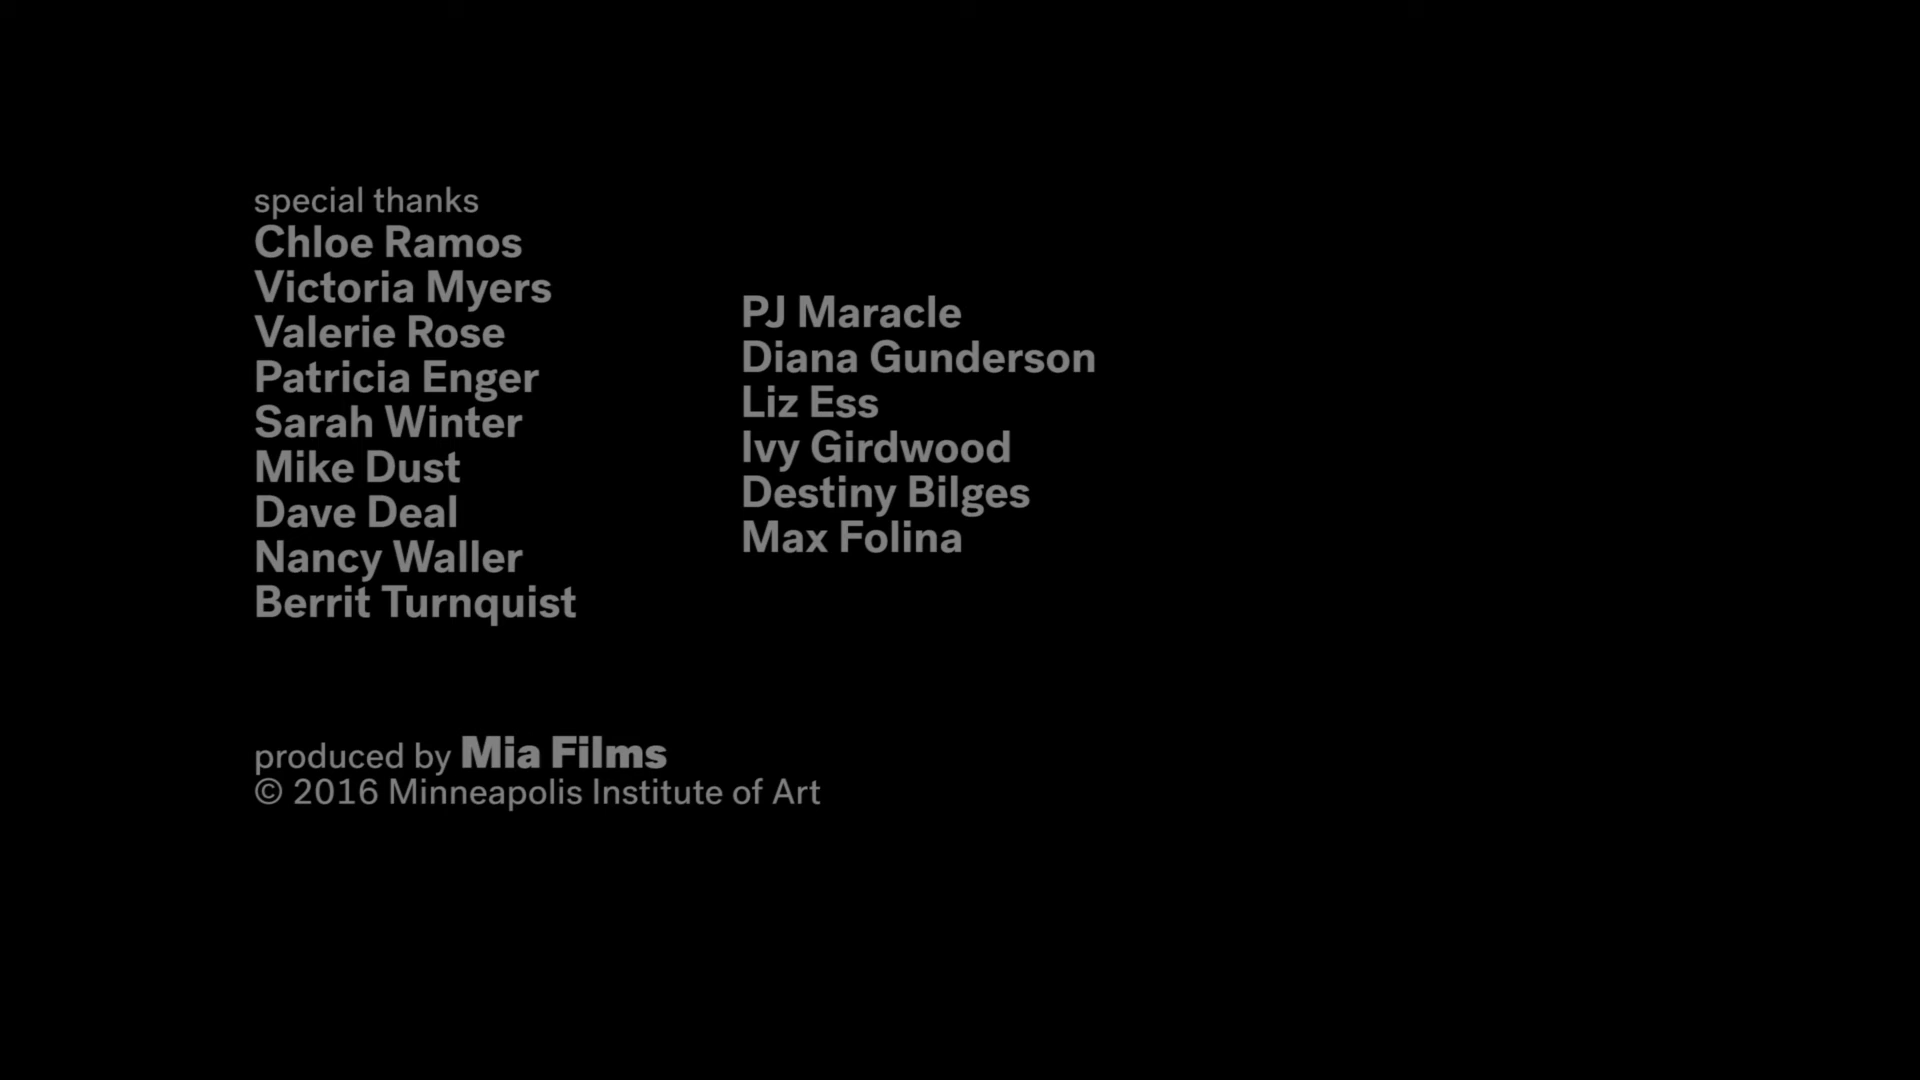 special thanks
Chloe Ramos
Victoria Myers
Valerie Rose
Patricia Enger
Sarah Winter
Mike Dust
Dave Deal
Nancy Waller
Berrit Turnquist
PJ Maracle
Diana Gunderson
Liz Ess
Ivy Girdwood
Destiny Bilges
Max Folina
produced by Mia Films
© 2016 Minneapolis Institute of Art